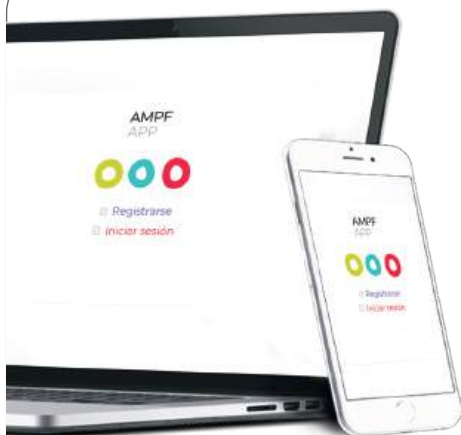 AMPF
APP
Registrarse
Iniciar sesión
AMPF
APP
Registrarse
Iniciar sesión